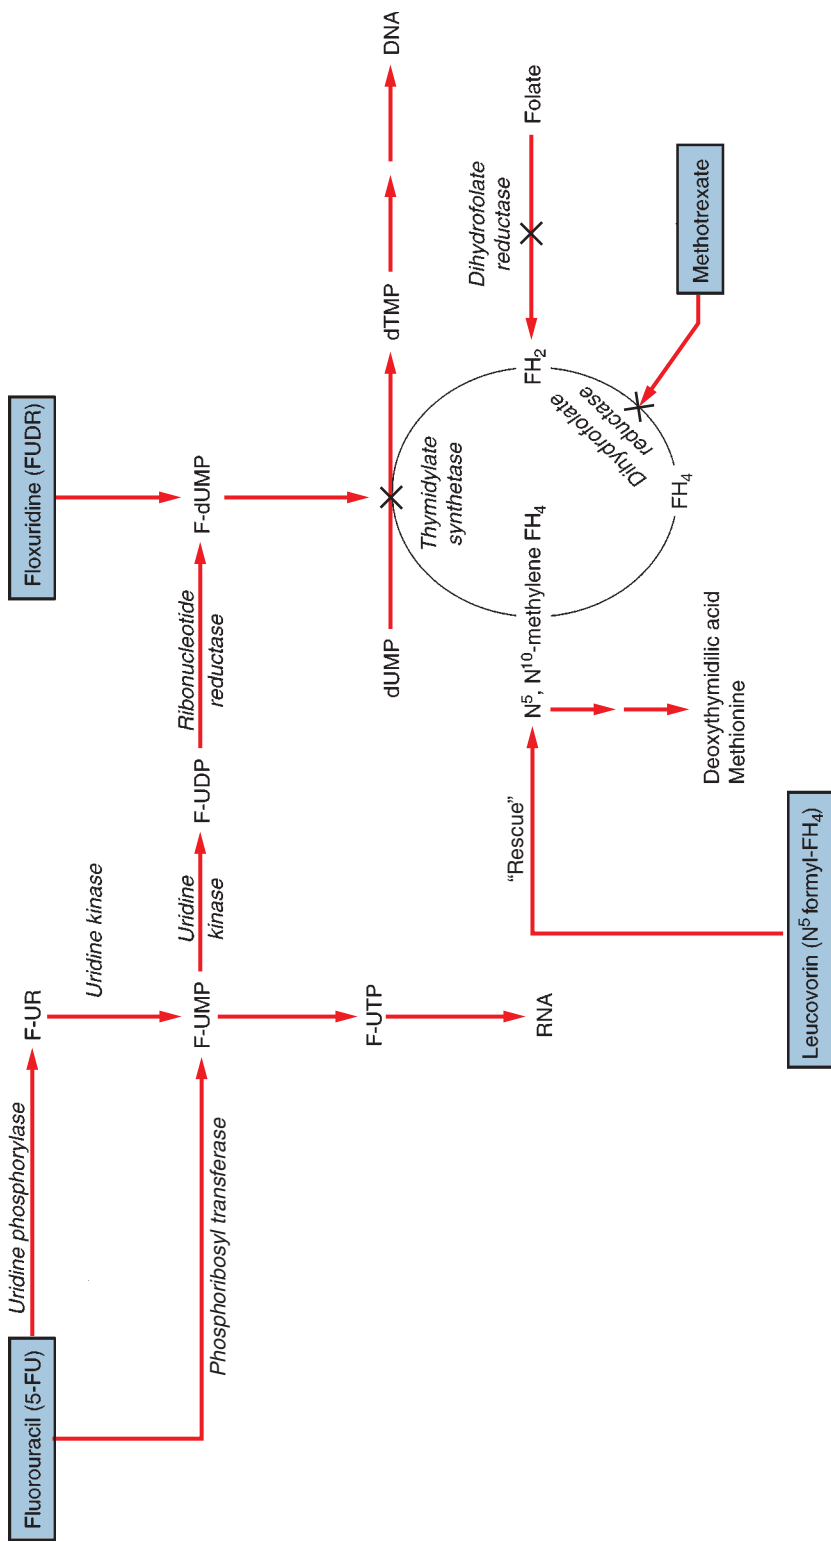 Fluorouracil (5-FU)
Uridine phosphorylase
F-UR
Uridine kinase
Floxuridine (FUDR)
Phosphoribosyl transferase
F-UMP
Uridine
kinase
F-UDP
Ribonucleotide
reductase
F-dUMP
F-UTP
RNA
dUMP
dTMP
DNA
Thymidylate
synthetase
"Rescue"
N⁵, N¹⁰-methylene FH₄
FH₂
Dihydrofolate
reductase
Folate
Dihydrofolate
reductase
FH₄
Deoxythymidilic acid
Methionine
Methotrexate
Leucovorin (N⁵ formyl-FH₄)